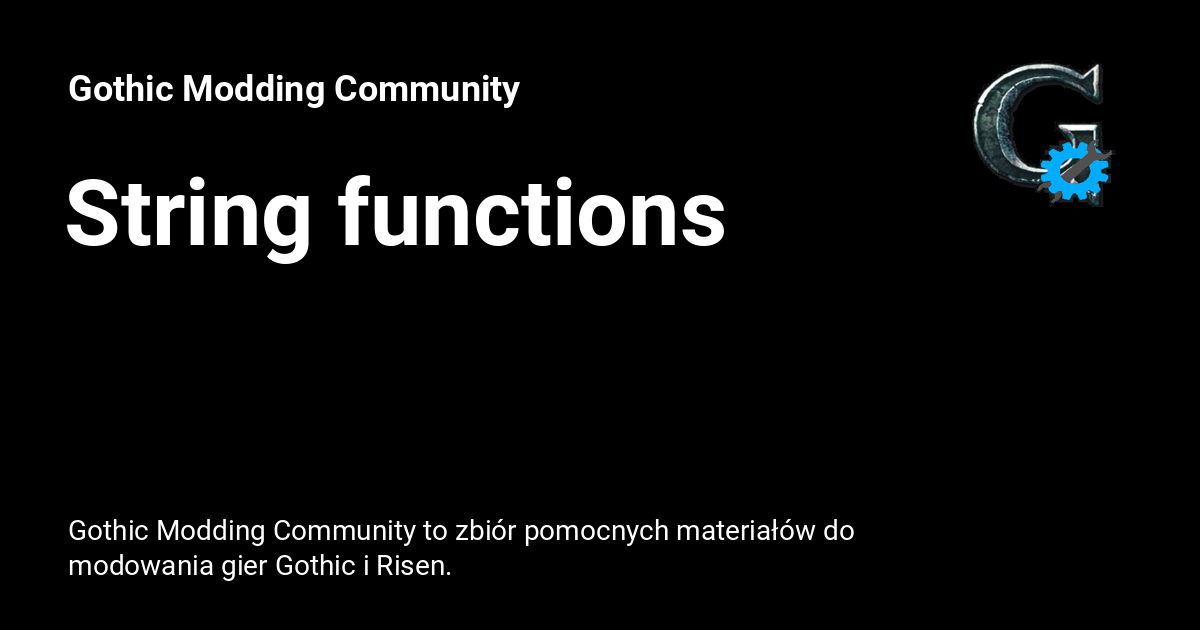 Gothic Modding Community
String functions
Gothic Modding Community to zbiór pomocnych materiałów do
modowania gier Gothic i Risen.